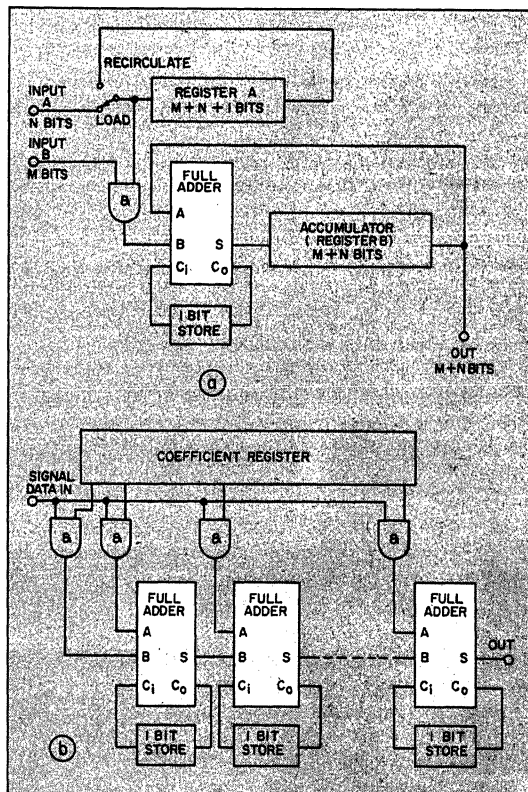 RECIRCULATE
INPUT
A
N BITS
LOAD
REGISTER A
M + N + 1 BITS
INPUT
B
M BITS
&
FULL
ADDER
A
B S
Ci Co
1 BIT
STORE
ACCUMULATOR
( REGISTER B)
M + N BITS
OUT
M+N BITS
a
COEFFICIENT REGISTER
SIGNAL
DATA IN
& & & &
FULL
ADDER
A
B S
Ci Co
1 BIT
STORE
FULL
ADDER
A
B S
Ci Co
1 BIT
STORE
FULL
ADDER
A
B S
Ci Co
1 BIT
STORE
OUT
b